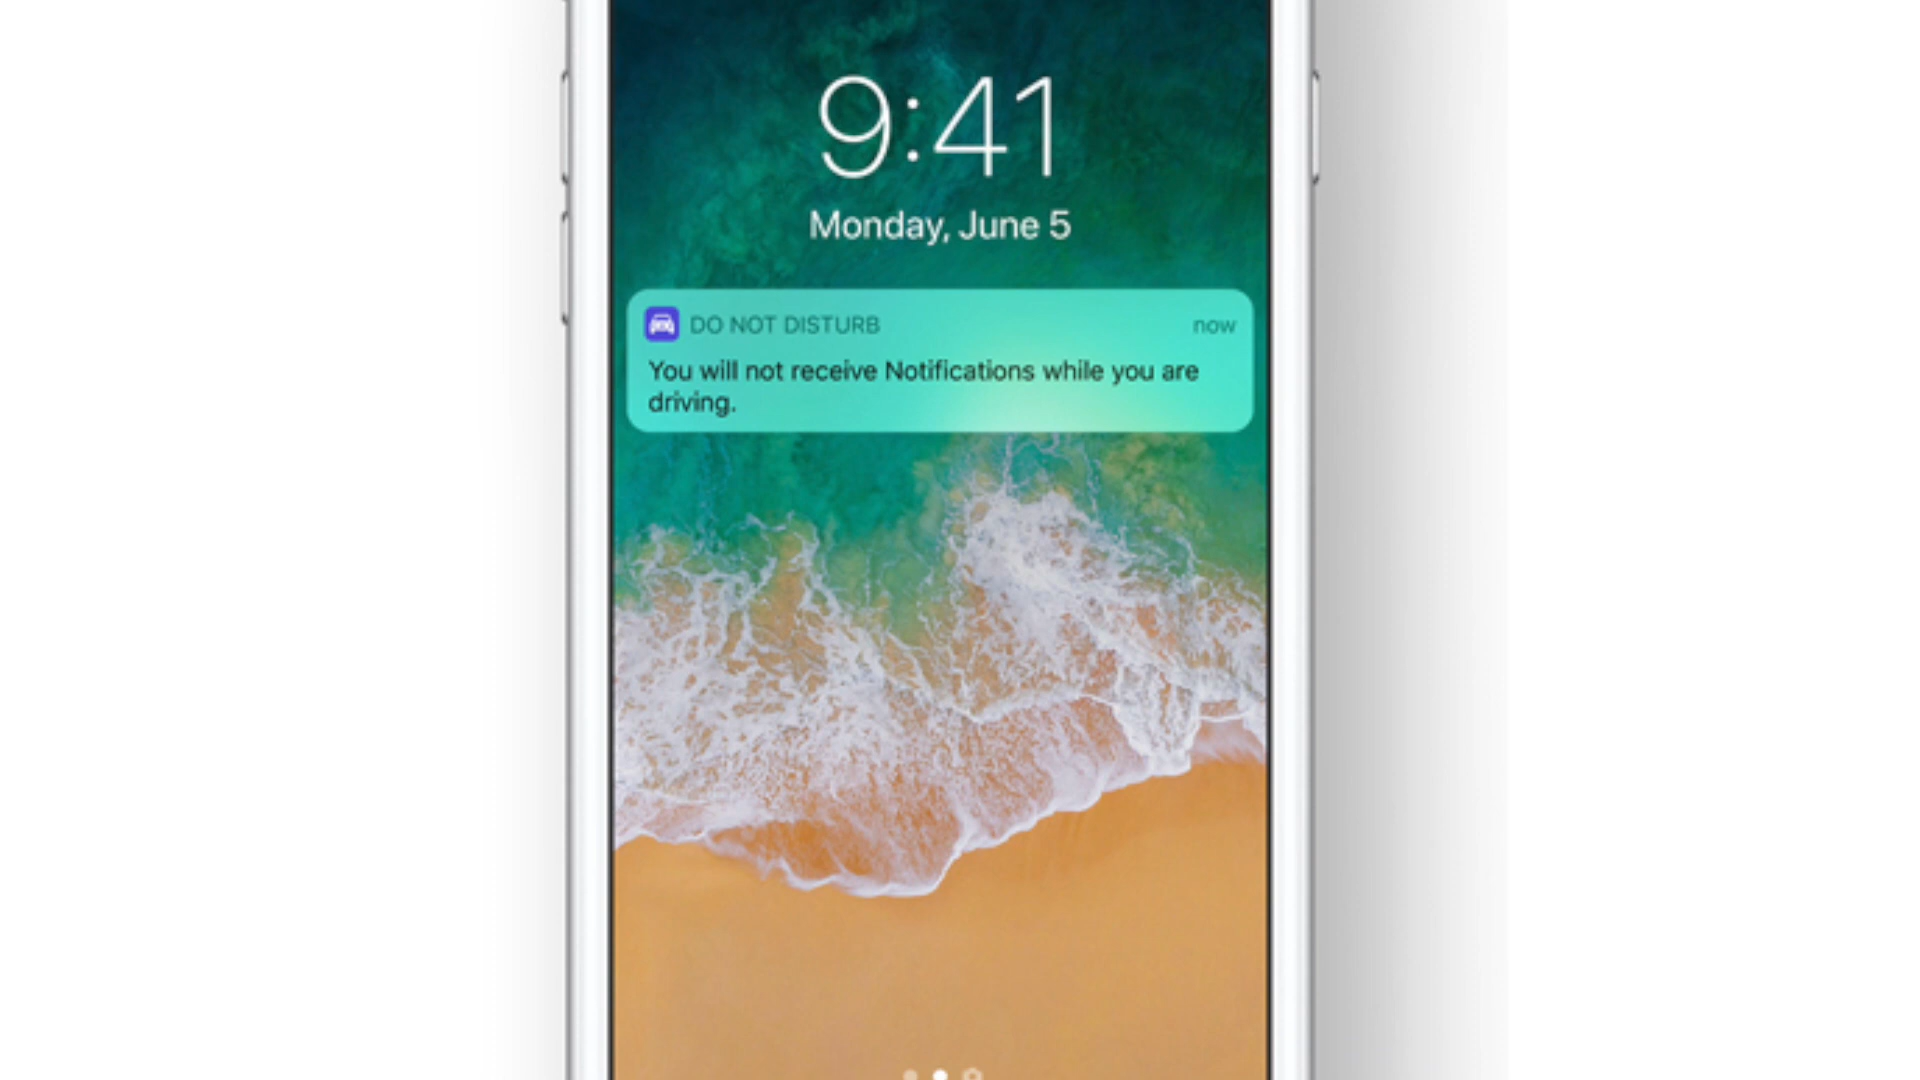 9:41
Monday, June 5
DO NOT DISTURB now
You will not receive Notifications while you are
driving.